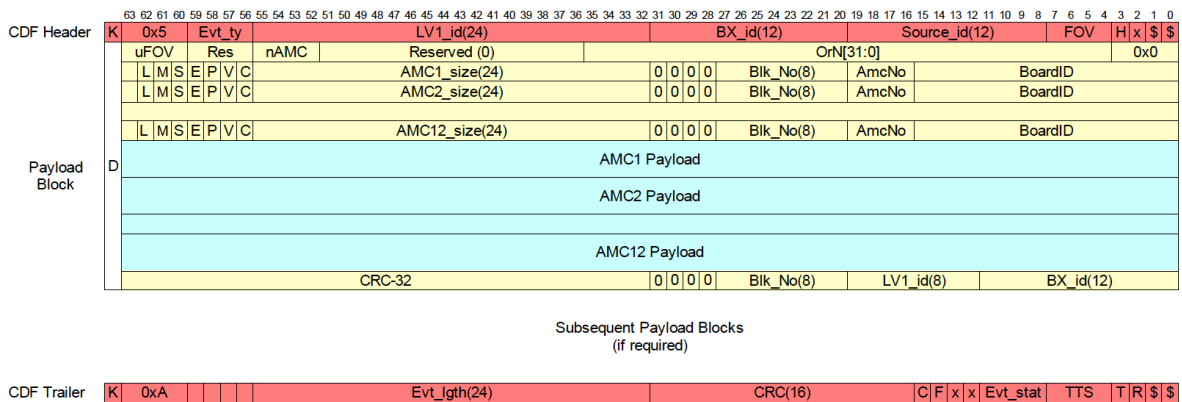 63 62 61 60 59 58 57 56 55 54 53 52 51 50 49 48 47 46 45 44 43 42 41 40 39 38 37 36 35 34 33 32 31 30 29 28 27 26 25 24 23 22 21 20 19 18 17 16 15 14 13 12 11 10 9 8 7 6 5 4 3 2 1 0
CDF Header K 0x5 Evt_ty LV1_id(24) BX_id(12) Source_id(12) FOV H x $ $
uFOV Res nAMC Reserved (0) OrN[31:0] 0x0
L M S E P V C AMC1_size(24) 0 0 0 0 Blk_No(8) AmcNo BoardID
L M S E P V C AMC2_size(24) 0 0 0 0 Blk_No(8) AmcNo BoardID
L M S E P V C AMC12_size(24) 0 0 0 0 Blk_No(8) AmcNo BoardID
Payload
Block
D
AMC1 Payload
AMC2 Payload
AMC12 Payload
CRC-32 0 0 0 0 Blk_No(8) LV1_id(8) BX_id(12)
Subsequent Payload Blocks
(if required)
CDF Trailer K 0xA Evt_lgth(24) CRC(16) C F x x Evt_stat TTS T R $ $